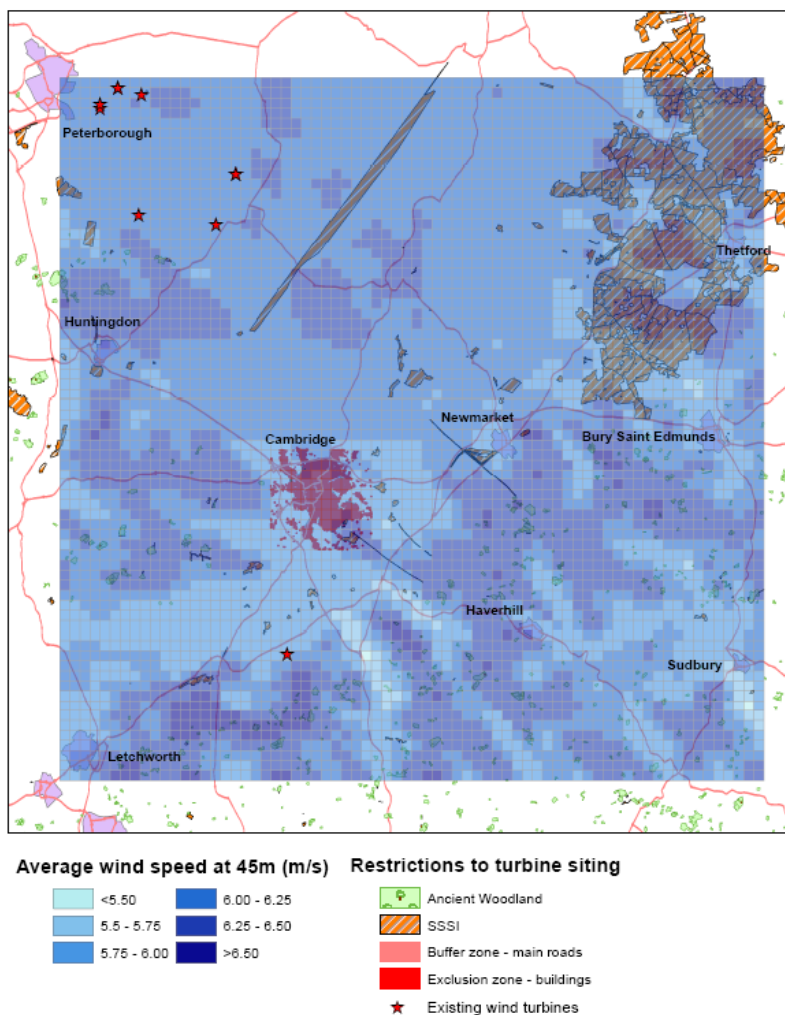 Peterborough
Thetford
Huntingdon
Newmarket
Cambridge
Bury Saint Edmunds
Haverhill
Sudbury
Letchworth
Average wind speed at 45m (m/s)
<5.50
5.5 - 5.75
5.75 - 6.00
6.00 - 6.25
6.25 - 6.50
>6.50
Restrictions to turbine siting
Ancient Woodland
SSSI
Buffer zone - main roads
Exclusion zone - buildings
Existing wind turbines